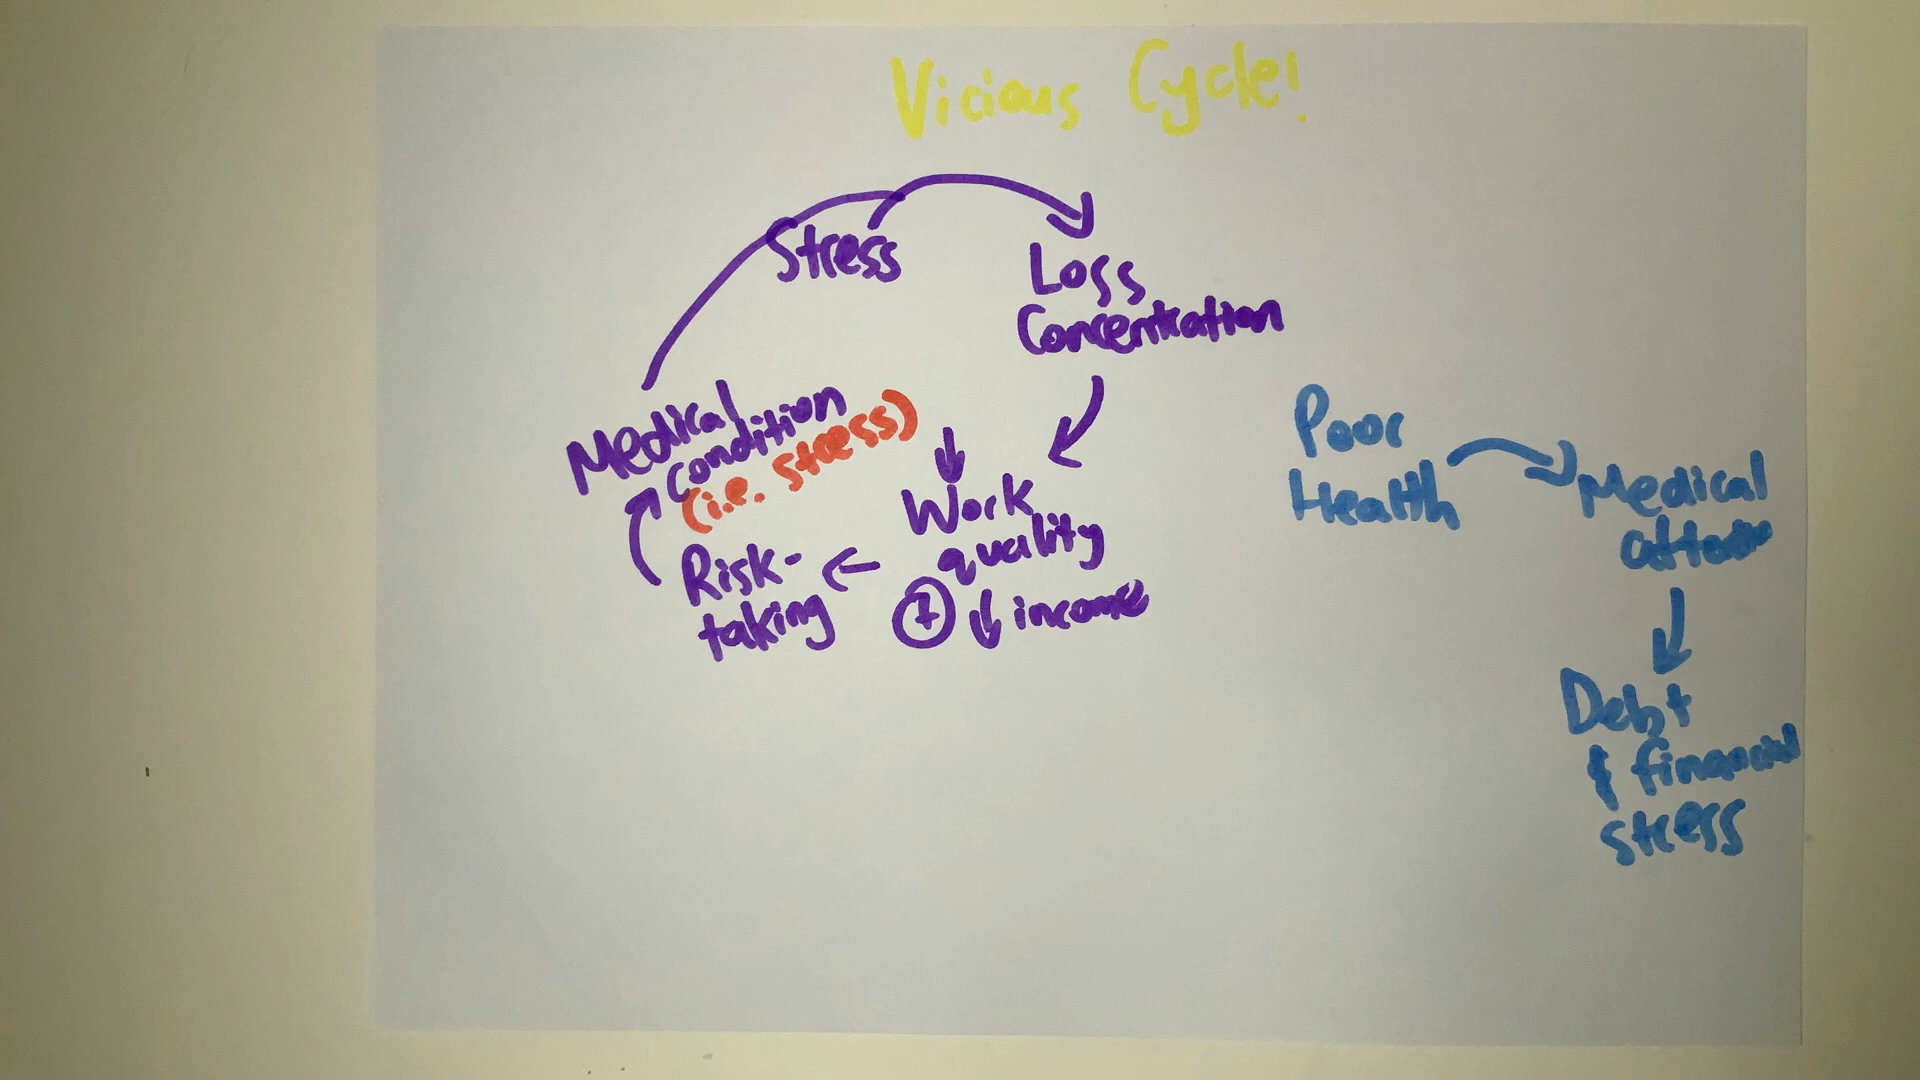 Vicious Cycle!
Stress
Loss
Concentration
↓ Work
quality
+ ↓ income
Risk-
taking
Medical
condition
(i.e. stress)
Poor
Health
Medical
Debt
& financial
stress